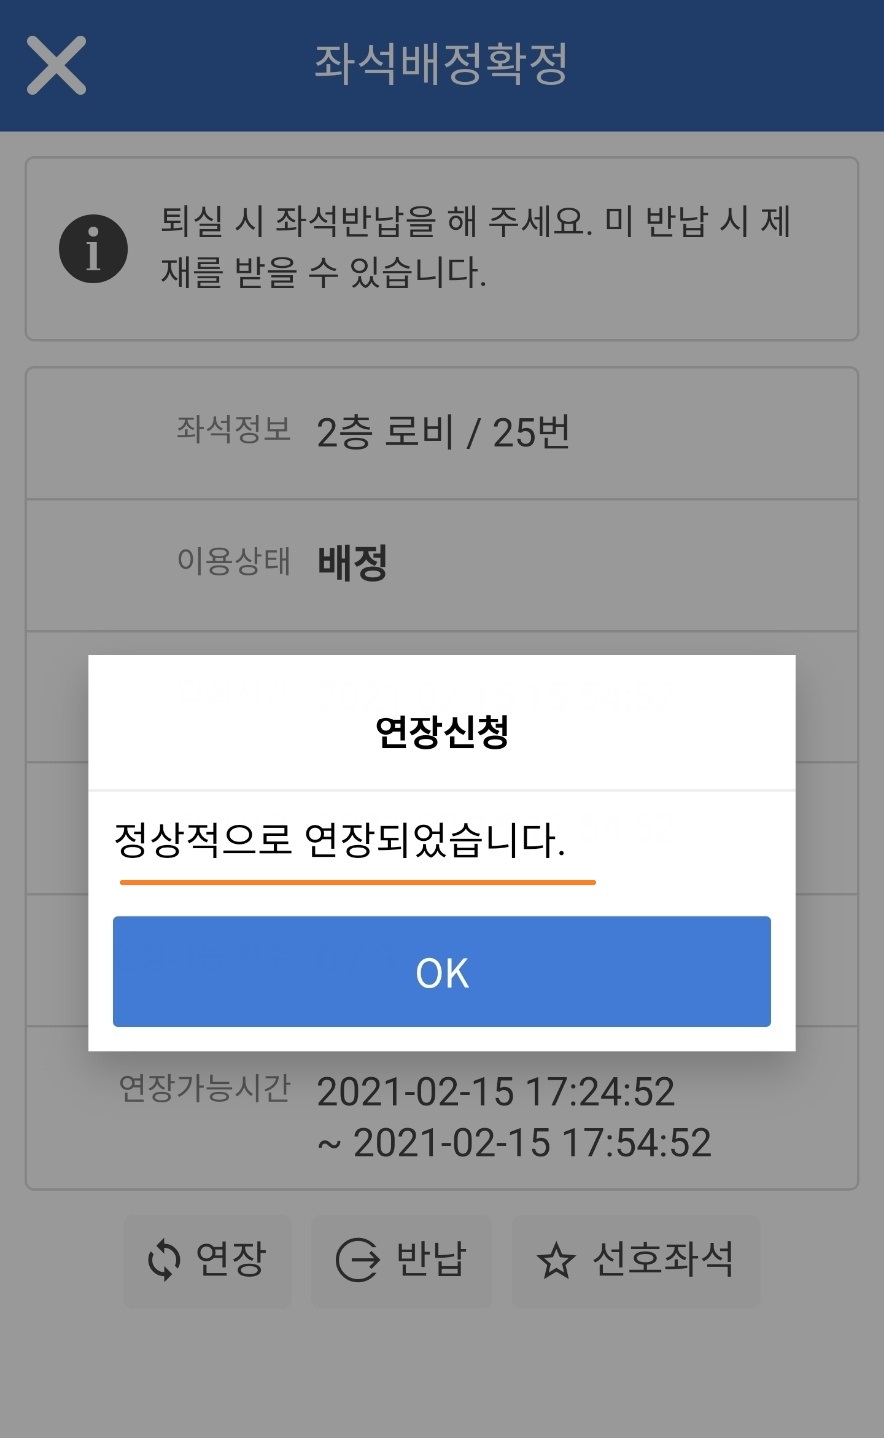 좌석배정확정
퇴실 시 좌석반납을 해 주세요. 미 반납 시 제
재를 받을 수 있습니다.
좌석정보 2층 로비 / 25번
이용상태 배정
연장신청
정상적으로 연장되었습니다.
OK
연장가능시간 2021-02-15 17:24:52
~ 2021-02-15 17:54:52
연장 반납 선호좌석